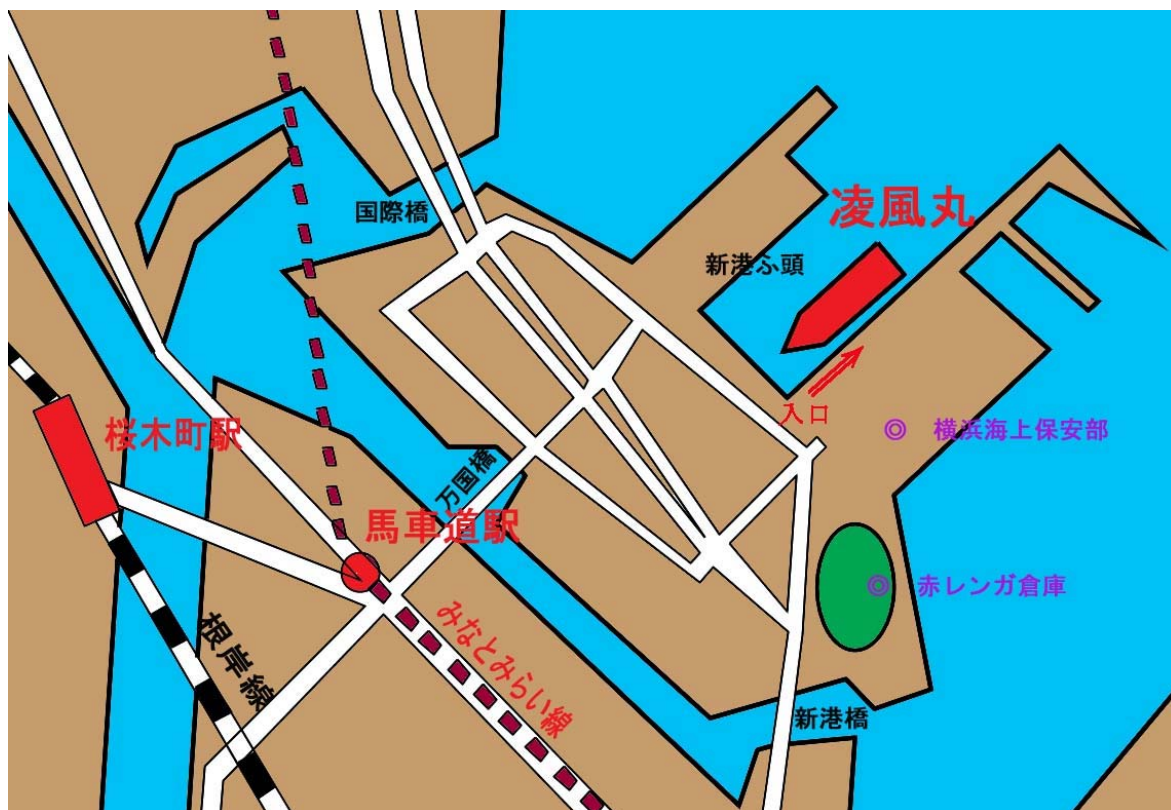 国際橋
凌風丸
新港ふ頭
入口
桜木町駅
横浜海上保安部
万国橋
馬車道駅
赤レンガ倉庫
みなとみらい線
根岸線
新港橋